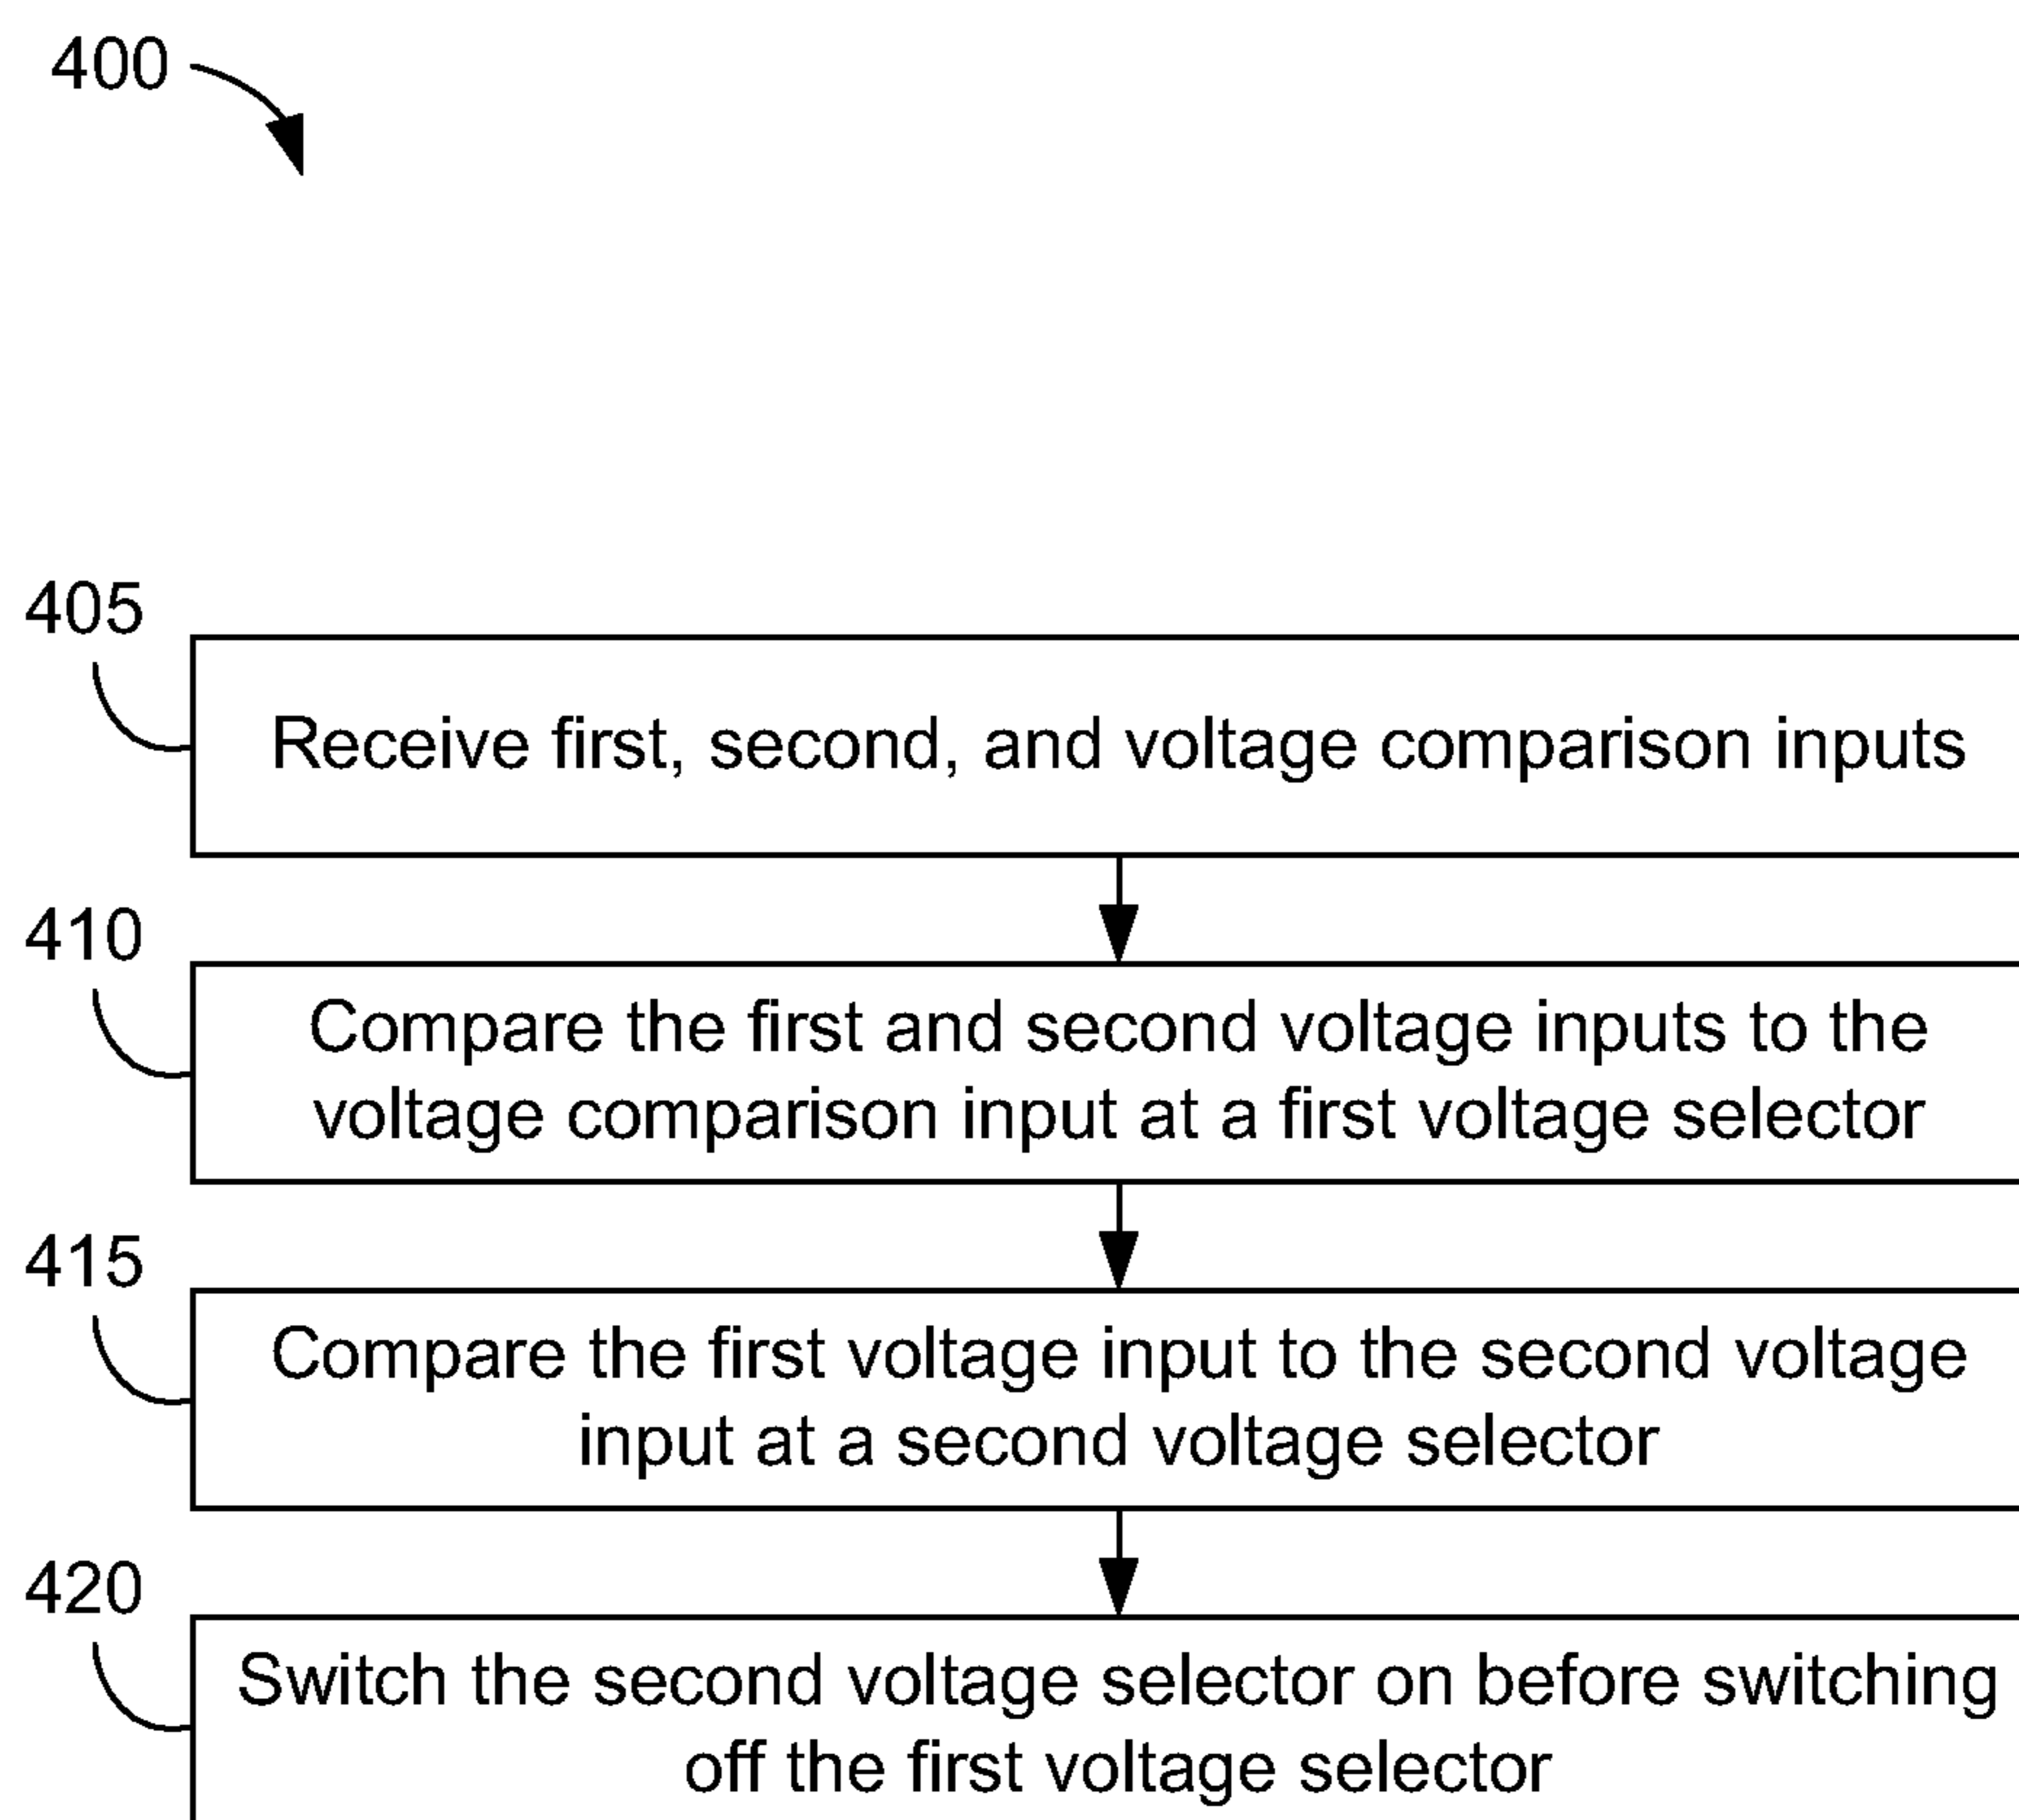 400
405
Receive first, second, and voltage comparison inputs
410
Compare the first and second voltage inputs to the
voltage comparison input at a first voltage selector
415
Compare the first voltage input to the second voltage
input at a second voltage selector
420
Switch the second voltage selector on before switching
off the first voltage selector